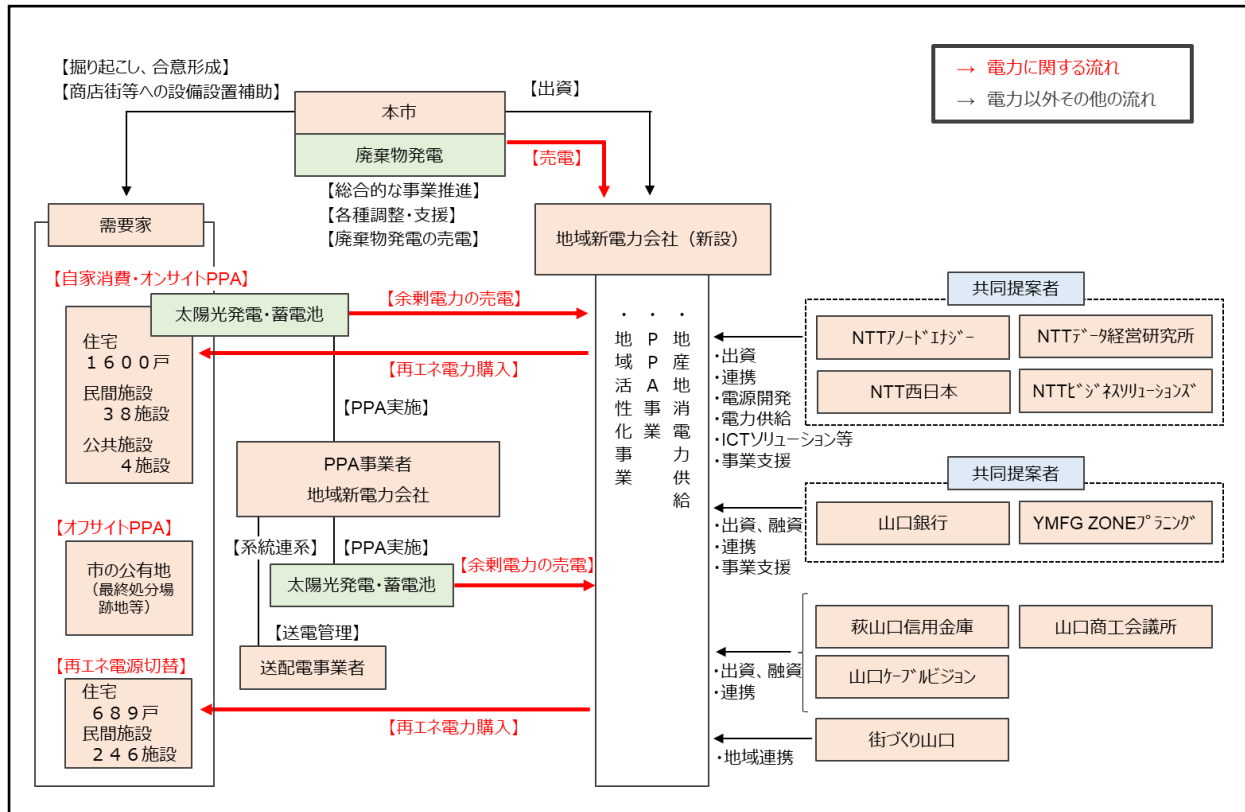 【掘り起こし、合意形成】
【商店街等への設備設置補助】
【出資】
→ 電力に関する流れ
→ 電力以外その他の流れ
本市
廃棄物発電
【売電】
【総合的な事業推進】
【各種調整・支援】
【廃棄物発電の売電】
需要家
地域新電力会社（新設）
【自家消費・オンサイトPPA】
太陽光発電・蓄電池
【余剰電力の売電】
住宅
１６００戸
民間施設
３８施設
公共施設
４施設
【再エネ電力購入】
【PPA実施】
PPA事業者
地域新電力会社
【系統連系】
【PPA実施】
【オフサイトPPA】
市の公有地
（最終処分場
跡地等）
太陽光発電・蓄電池
【余剰電力の売電】
【送電管理】
送配電事業者
【再エネ電源切替】
住宅
６８９戸
民間施設
２４６施設
【再エネ電力購入】
・地産地消電力供給
・ＰＰＡ事業
・地域活性化事業
共同提案者
NTTｱﾉｰﾄﾞｴﾅｼﾞｰ
NTTﾃﾞｰﾀ経営研究所
NTT西日本
NTTﾋﾞｼﾞﾈｽソリューションｽﾞ
・出資
・連携
・電源開発
・電力供給
・ICTソリューション等
・事業支援
共同提案者
山口銀行
YMFG ZONEﾌﾟﾗﾆﾝｸﾞ
・出資、融資
・連携
・事業支援
萩山口信用金庫
山口商工会議所
山口ｹｰﾌﾞﾙビジョン
・出資、融資
・連携
街づくり山口
・地域連携